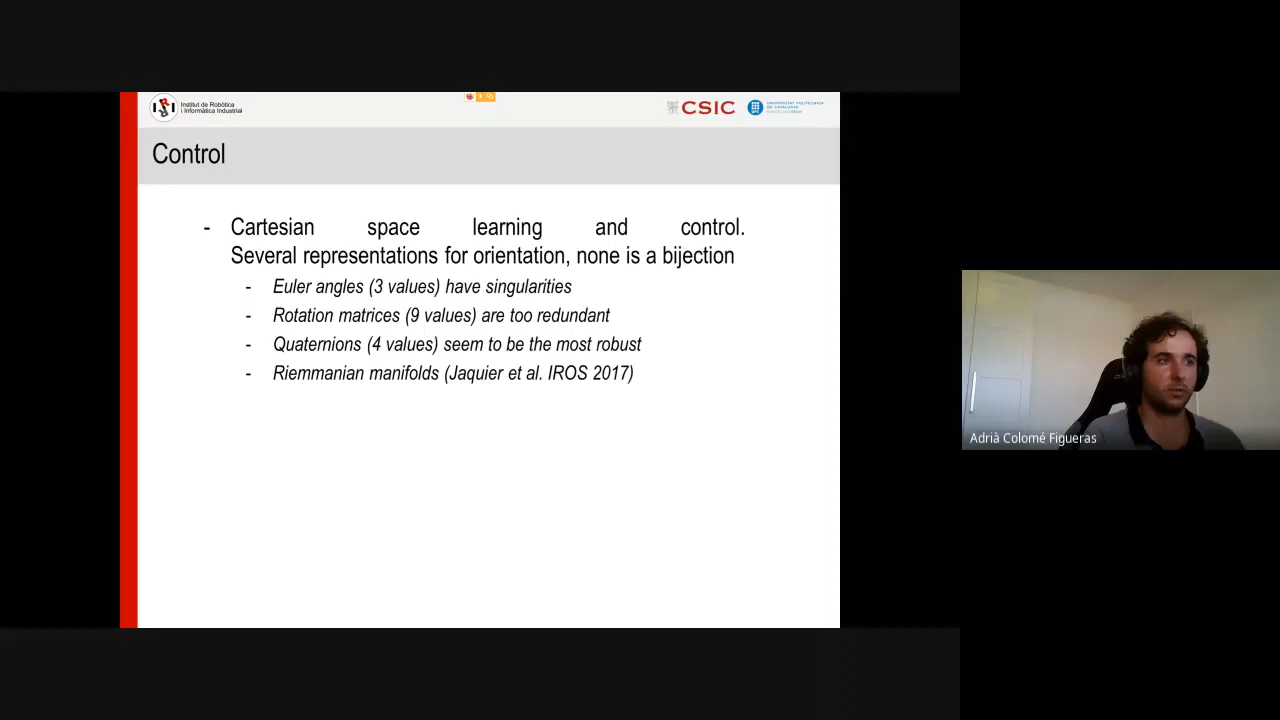 Institut de Robòtica
i Informàtica Industrial
CSIC
UNIVERSITAT POLITÈCNICA
DE CATALUNYA
BARCELONATECH
Control
- Cartesian space learning and control.
Several representations for orientation, none is a bijection
- Euler angles (3 values) have singularities
- Rotation matrices (9 values) are too redundant
- Quaternions (4 values) seem to be the most robust
- Riemmanian manifolds (Jaquier et al. IROS 2017)
Adrià Colomé Figueras